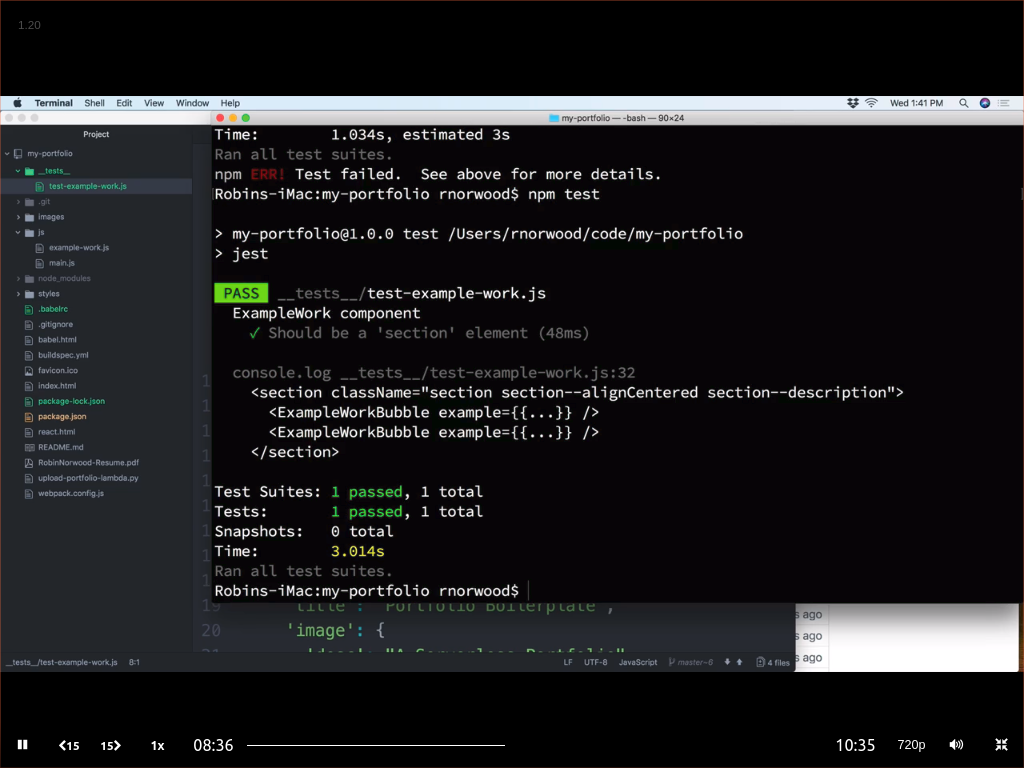 1.20
Terminal Shell Edit View Window Help
Wed 1:41 PM
Project
my-portfolio — -bash — 90×24
my-portfolio
__tests__
test-example-work.js
.git
images
js
example-work.js
main.js
node_modules
styles
.babelrc
.gitignore
babel.html
buildspec.yml
favicon.ico
index.html
package-lock.json
package.json
react.html
README.md
RobinNorwood-Resume.pdf
upload-portfolio-lambda.py
webpack.config.js
Time: 1.034s, estimated 3s
Ran all test suites.
npm ERR! Test failed. See above for more details.
Robins-iMac:my-portfolio rnorwood$ npm test
> my-portfolio@1.0.0 test /Users/rnorwood/code/my-portfolio
> jest
PASS __tests__/test-example-work.js
ExampleWork component
✓ Should be a 'section' element (48ms)
console.log __tests__/test-example-work.js:32
<section className="section section--alignCentered section--description">
<ExampleWorkBubble example={{...}} />
<ExampleWorkBubble example={{...}} />
</section>
Test Suites: 1 passed, 1 total
Tests: 1 passed, 1 total
Snapshots: 0 total
Time: 3.014s
Ran all test suites.
Robins-iMac:my-portfolio rnorwood$
19 'title': "Portfolio Boilerplate",
20 'image': {
21 'desc': "A Serverless Portfolio"
s ago
s ago
s ago
__tests__/test-example-work.js 8:1
LF UTF-8 JavaScript master-6 4 files
15 15 1x 08:36 10:35 720p